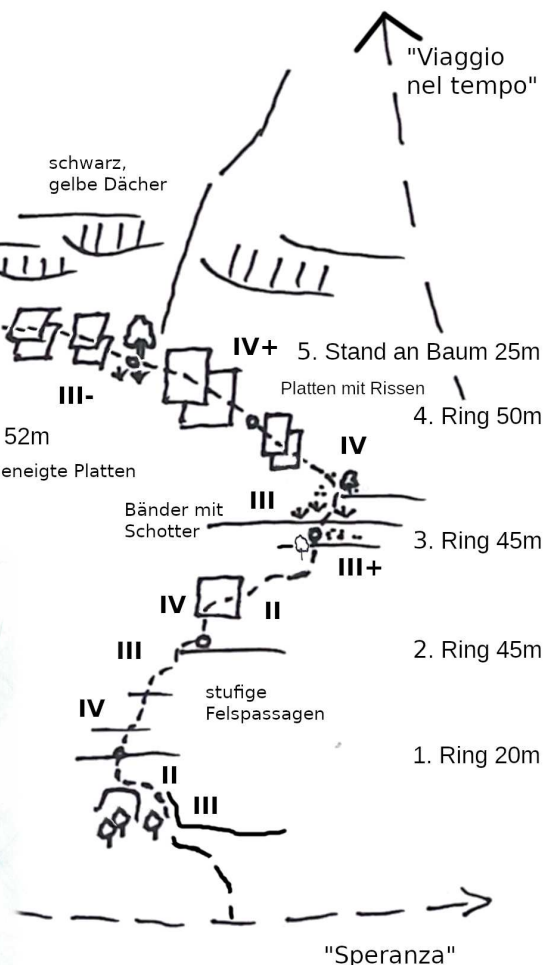 "Viaggio
nel tempo"
schwarz,
gelbe Dächer
IV+
5. Stand an Baum 25m
Platten mit Rissen
III-
4. Ring 50m
52m
IV
eneigte Platten
III
Bänder mit
Schotter
3. Ring 45m
III+
IV
II
III
2. Ring 45m
stufige
Felspassagen
IV
1. Ring 20m
II
III
"Speranza"